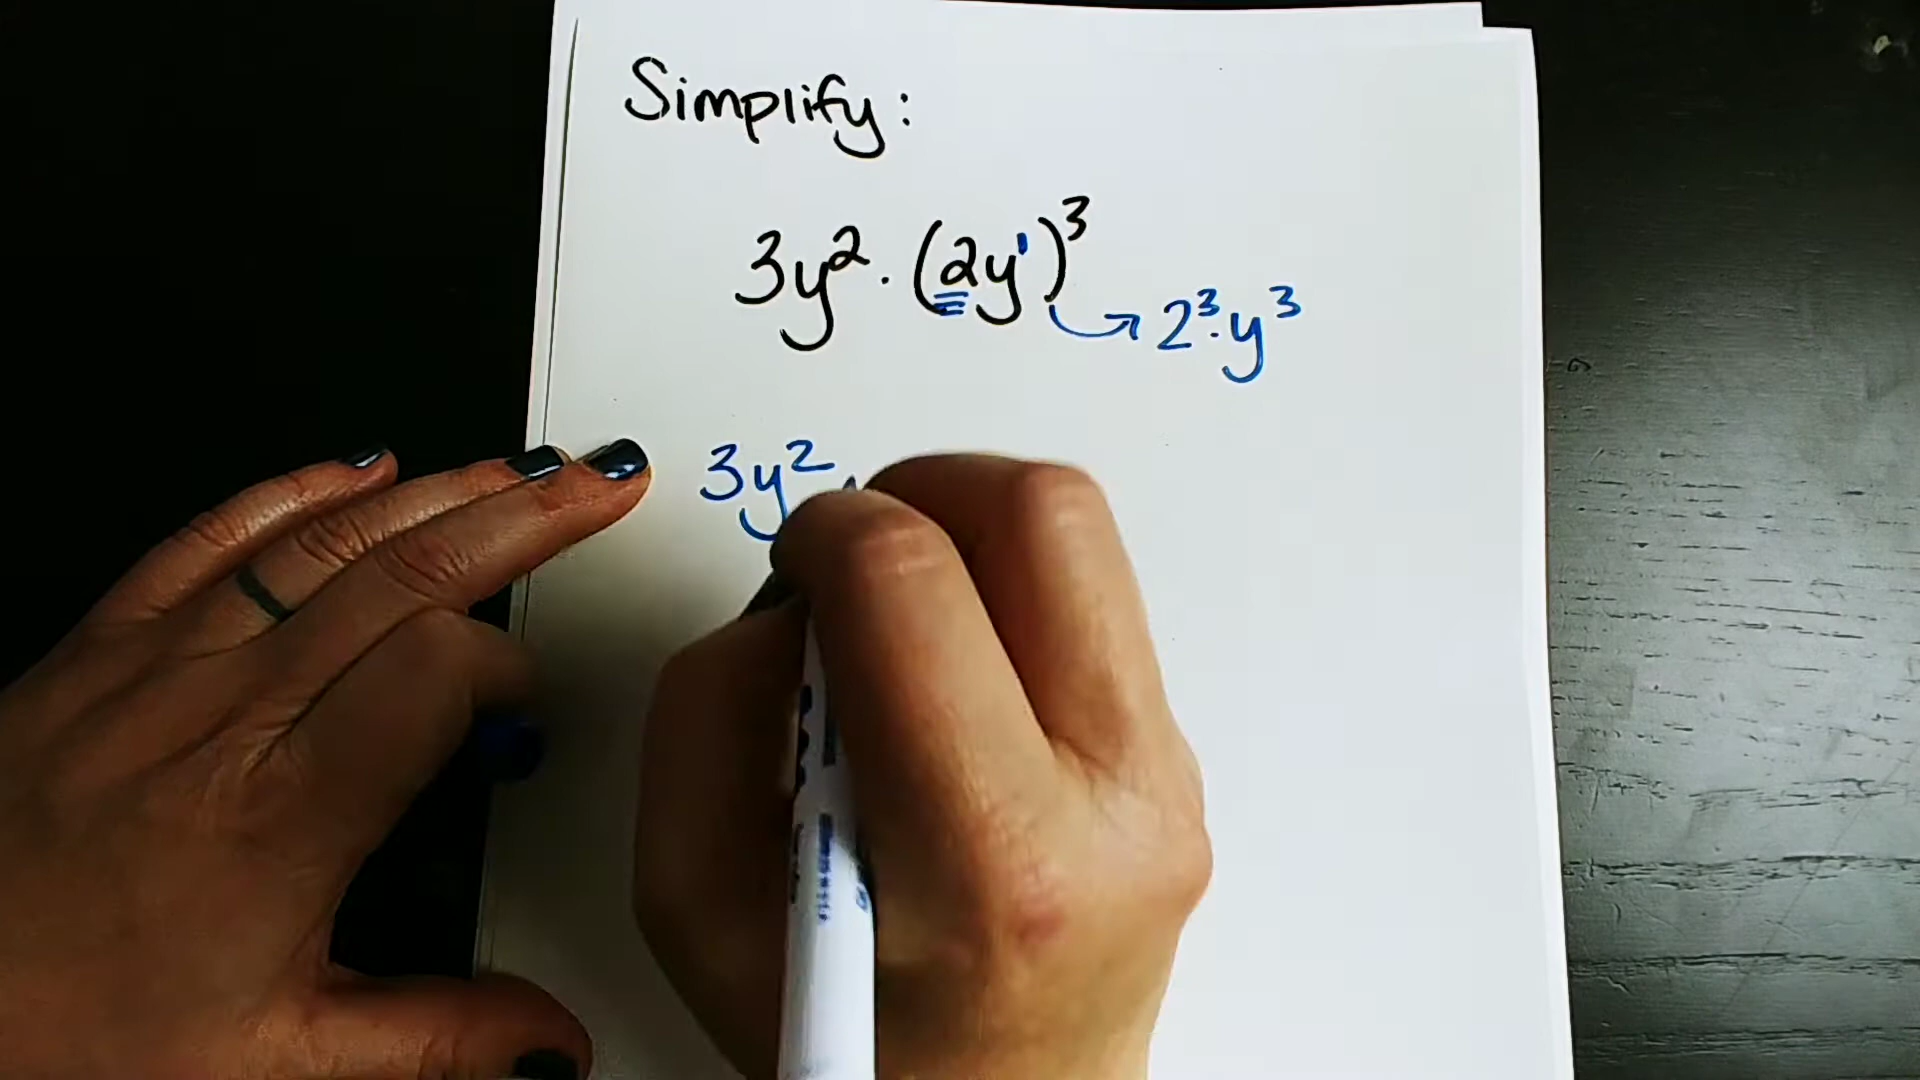 Simplify:
3y² · (2y¹)³
2³ · y³
3y² ·